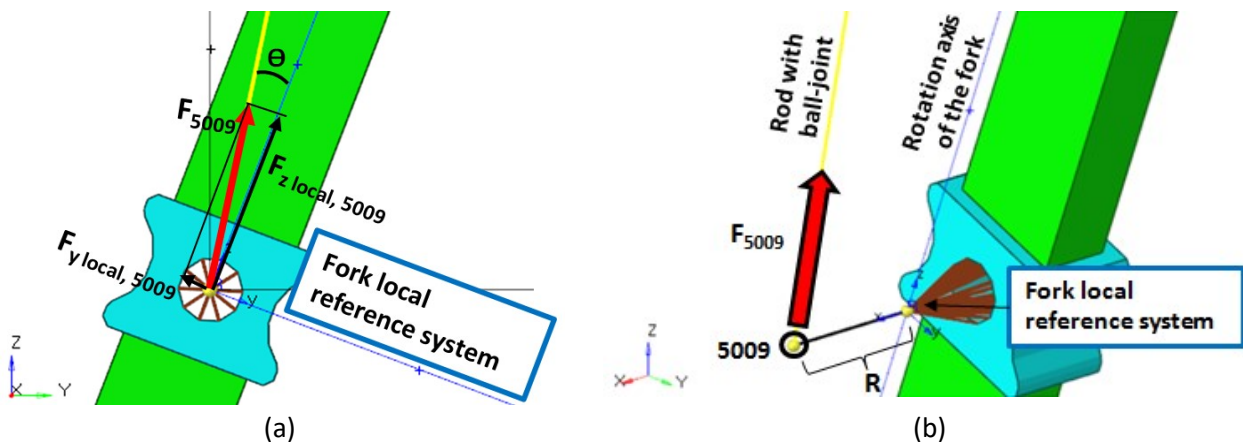 Θ
F5009
Fz local, 5009
Fy local, 5009
y
Fork local
reference system
Z
X
Y
(a)
Rod with
ball-joint
Rotation axis
of the fork
F5009
z
x
y
Fork local
reference system
5009
R
Z
X
Y
(b)